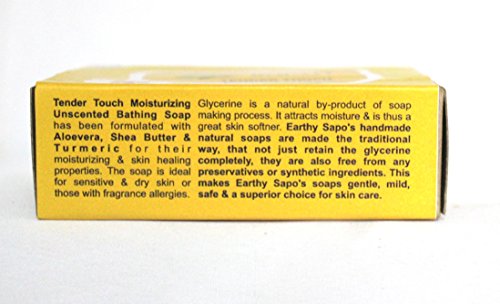 Tender Touch Moisturizing
Unscented Bathing Soap
has been formulated with
Aloevera, Shea Butter &
Turmeric for their
moisturizing & skin healing
properties. The soap is ideal
for sensitive & dry skin or
those with fragrance allergies.
Glycerine is a natural by-product of soap
making process. It attracts moisture & is thus a
great skin softner. Earthy Sapo's handmade
natural soaps are made the traditional
way, that not just retain the glycerine
completely, they are also free from any
preservatives or synthetic ingredients. This
makes Earthy Sapo's soaps gentle, mild,
safe & a superior choice for skin care.